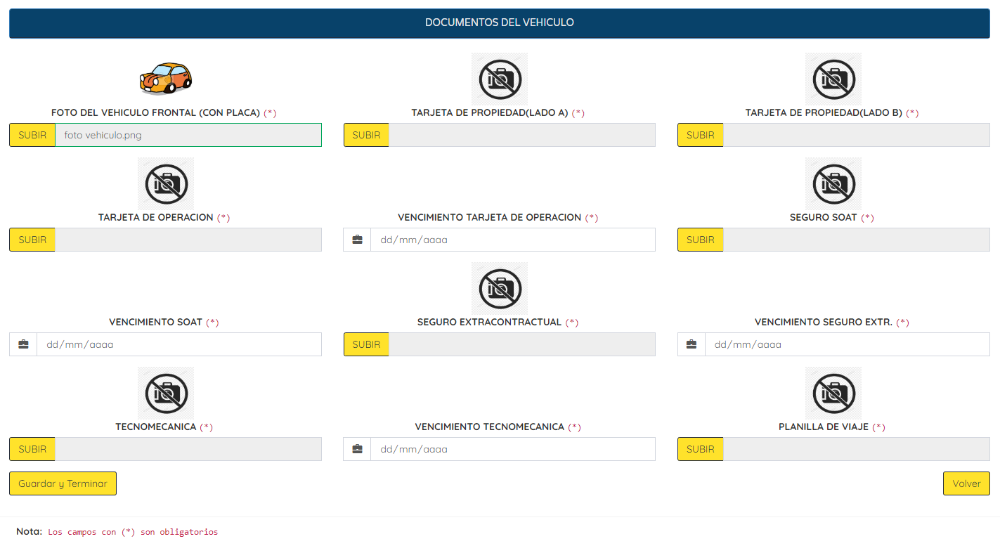 DOCUMENTOS DEL VEHICULO
FOTO DEL VEHICULO FRONTAL (CON PLACA) (*)
SUBIR foto vehiculo.png
TARJETA DE PROPIEDAD(LADO A) (*)
SUBIR
TARJETA DE PROPIEDAD(LADO B) (*)
SUBIR
TARJETA DE OPERACION (*)
SUBIR
VENCIMIENTO TARJETA DE OPERACION (*)
dd/mm/aaaa
SEGURO SOAT (*)
SUBIR
VENCIMIENTO SOAT (*)
dd/mm/aaaa
SEGURO EXTRACONTRACTUAL (*)
SUBIR
VENCIMIENTO SEGURO EXTR. (*)
dd/mm/aaaa
TECNOMECANICA (*)
SUBIR
VENCIMIENTO TECNOMECANICA (*)
dd/mm/aaaa
PLANILLA DE VIAJE (*)
SUBIR
Guardar y Terminar
Volver
Nota: Los campos con (*) son obligatorios